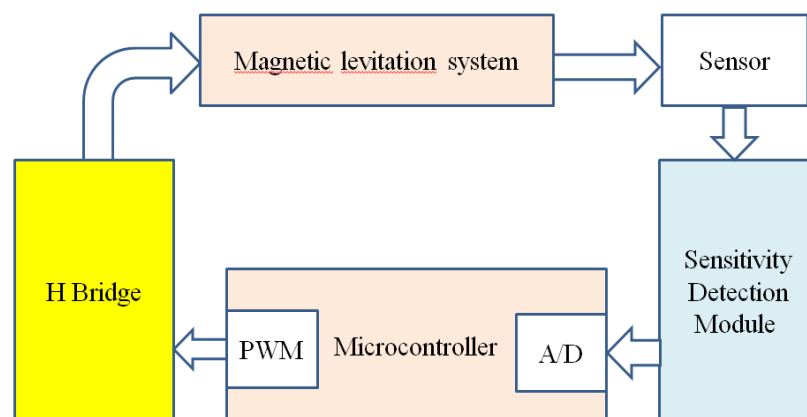 Magnetic levitation system
Sensor
H Bridge
Sensitivity
Detection
Module
PWM
Microcontroller
A/D